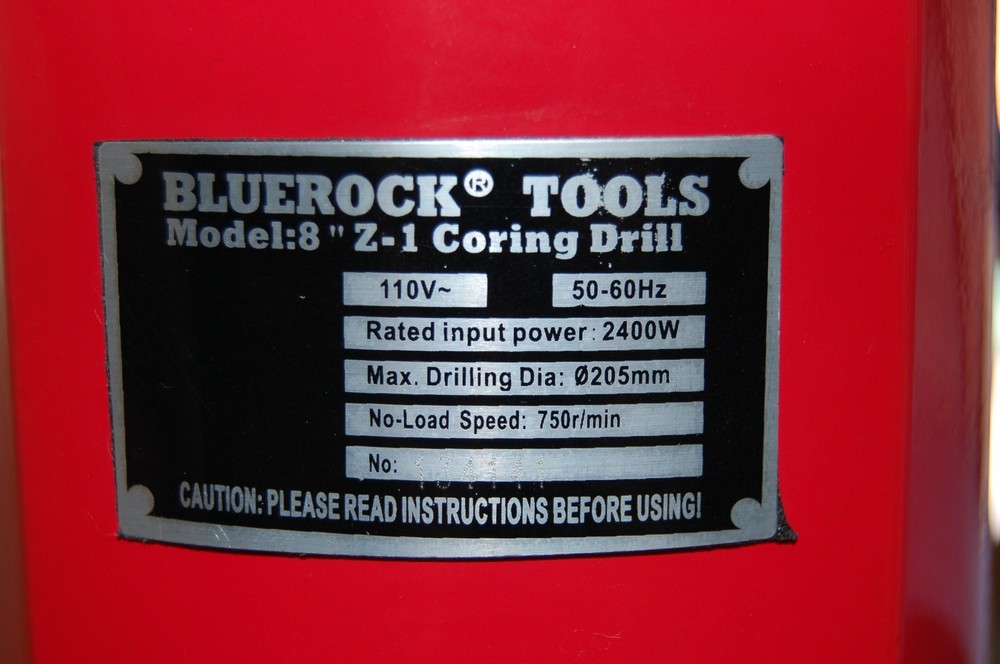 BLUEROCK® TOOLS
Model:8" Z-1 Coring Drill
110V~ 50-60Hz
Rated input power: 2400W
Max. Drilling Dia: Ø205mm
No-Load Speed: 750r/min
No:
CAUTION: PLEASE READ INSTRUCTIONS BEFORE USING!